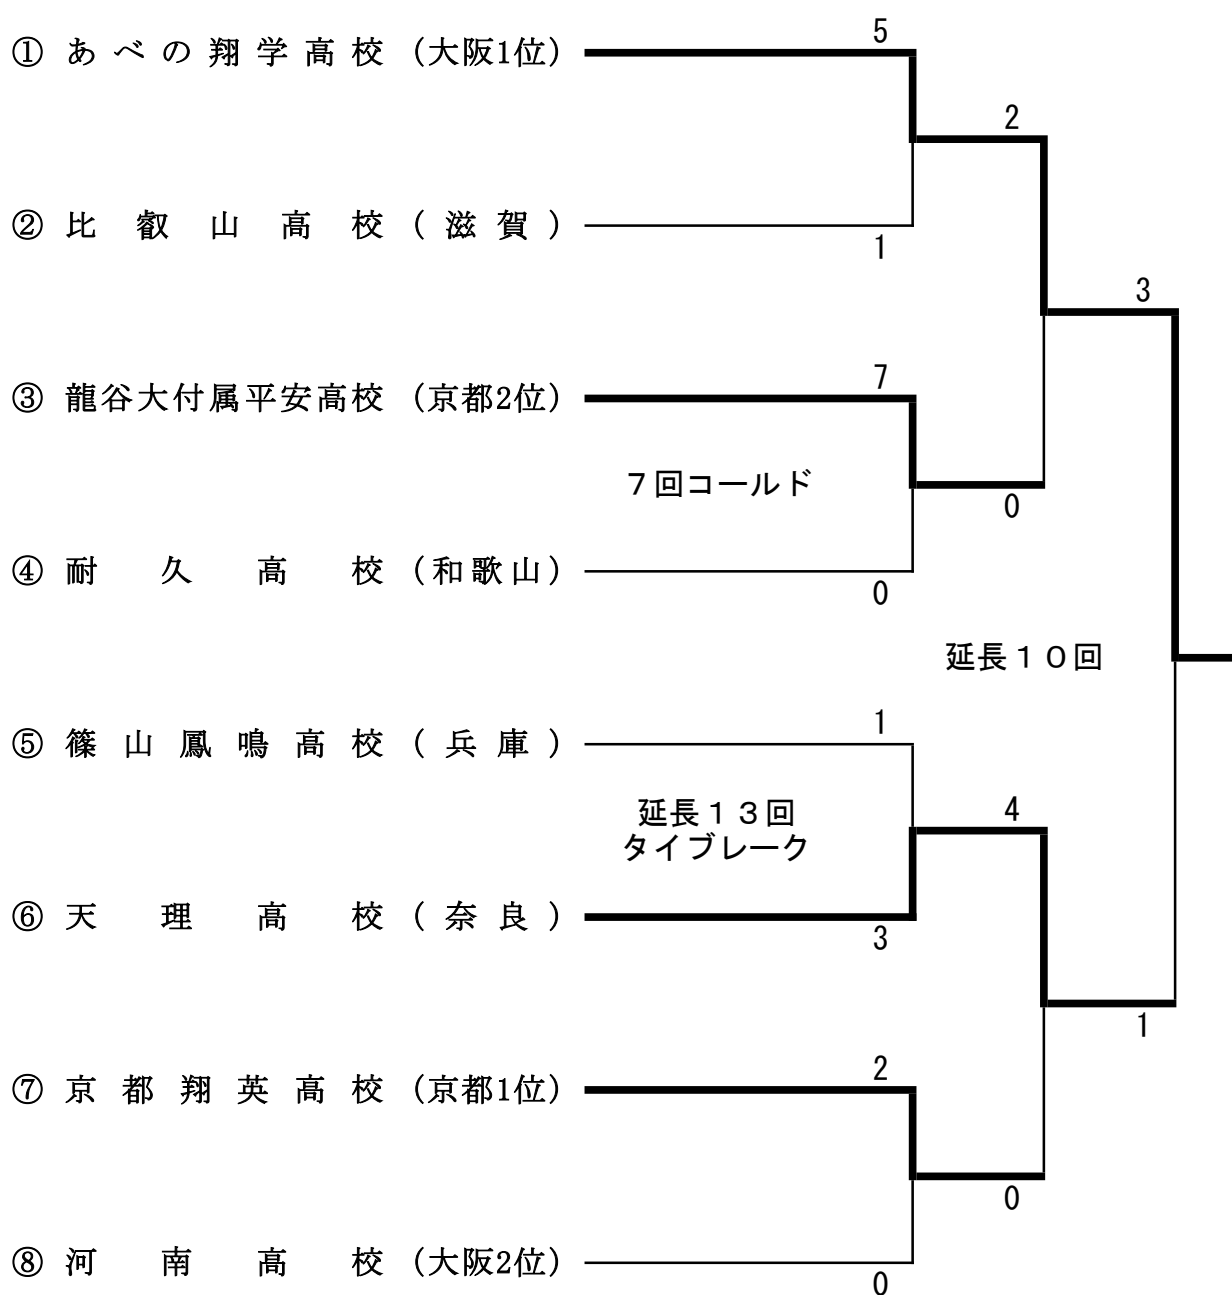 5
① あべの翔学高校 (大阪1位)
2
② 比叡山高校 (滋賀)
1
3
7
③ 龍谷大付属平安高校 (京都2位)
7回コールド
0
④ 耐久高校 (和歌山)
0
延長10回
1
⑤ 篠山鳳鳴高校 (兵庫)
延長13回
タイブレーク
4
⑥ 天理高校 (奈良)
3
1
2
⑦ 京都翔英高校 (京都1位)
0
⑧ 河南高校 (大阪2位)
0